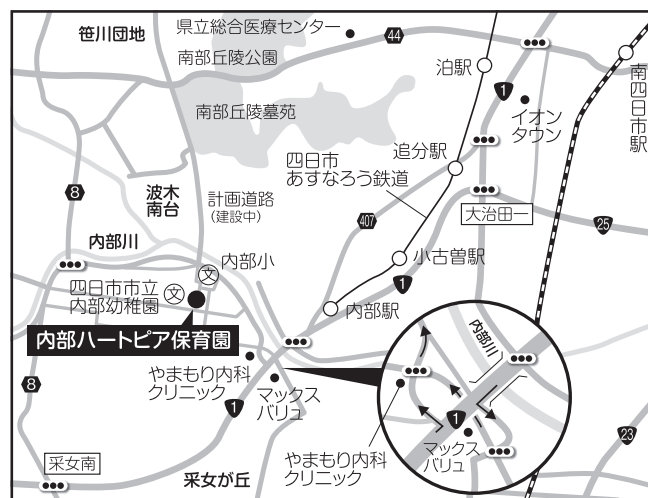 笹川団地
県立総合医療センター
44
南部丘陵公園
泊駅
南四日市駅
1
イオン
タウン
南部丘陵墓苑
追分駅
四日市
あすなろう鉄道
8
波木
南台
計画道路
(建設中)
407
大治田一
25
内部川
内部小
文
小古曽駅
1
四日市市立
内部幼稚園
文
内部駅
内部ハートピア保育園
内部川
やまもり内科
クリニック
マックス
バリュ
8
1
1
マックス
バリュ
23
采女南
采女が丘
やまもり内科
クリニック